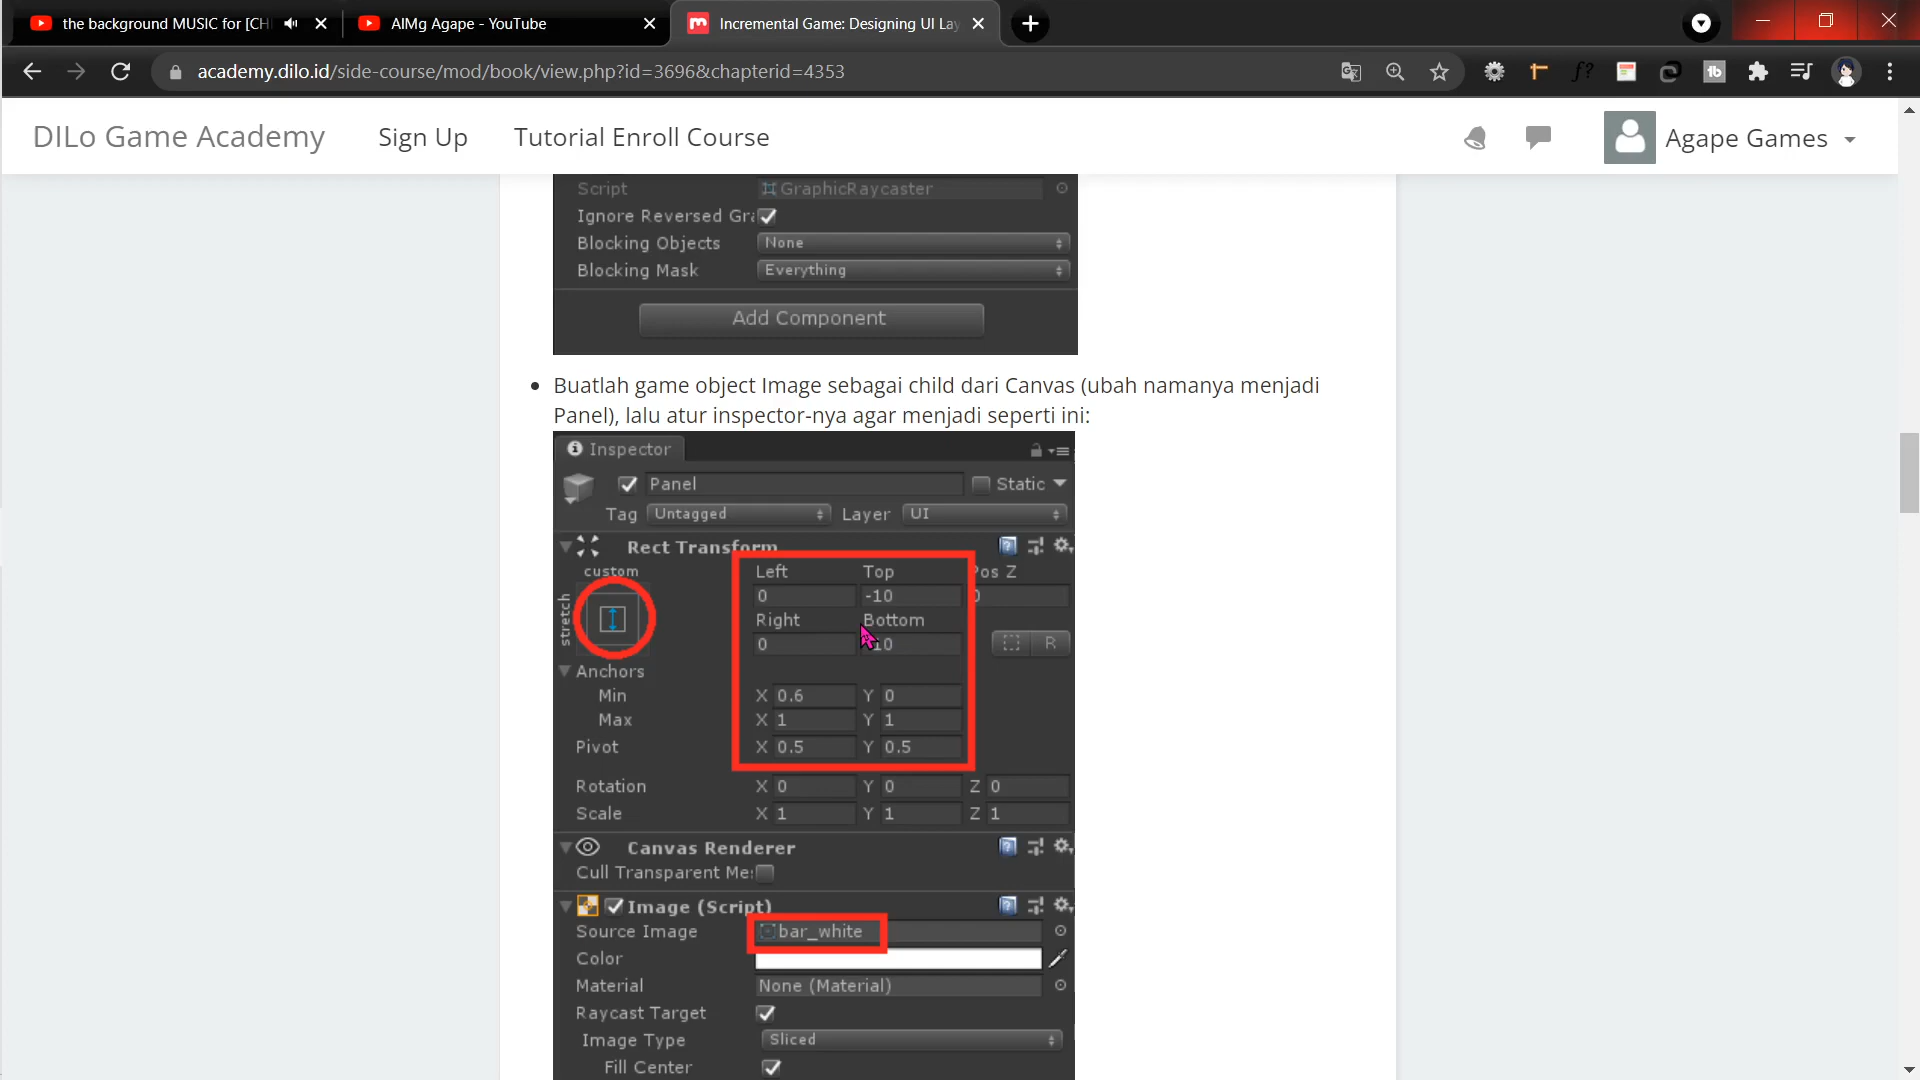 the background MUSIC for [CH
AIMg Agape - YouTube
Incremental Game: Designing UI Lay
academy.dilo.id/side-course/mod/book/view.php?id=3696&chapterid=4353
DILo Game Academy Sign Up Tutorial Enroll Course Agape Games
Script GraphicRaycaster
Ignore Reversed Gra
Blocking Objects None
Blocking Mask Everything
Add Component
• Buatlah game object Image sebagai child dari Canvas (ubah namanya menjadi
Panel), lalu atur inspector-nya agar menjadi seperti ini:
Inspector
Panel Static
Tag Untagged Layer UI
Rect Transform
custom Left Top Pos Z
stretch 0 -10 0
Right Bottom
0 10 R
Anchors
Min X 0.6 Y 0
Max X 1 Y 1
Pivot X 0.5 Y 0.5
Rotation X 0 Y 0 Z 0
Scale X 1 Y 1 Z 1
Canvas Renderer
Cull Transparent Me
Image (Script)
Source Image bar_white
Color
Material None (Material)
Raycast Target
Image Type Sliced
Fill Center